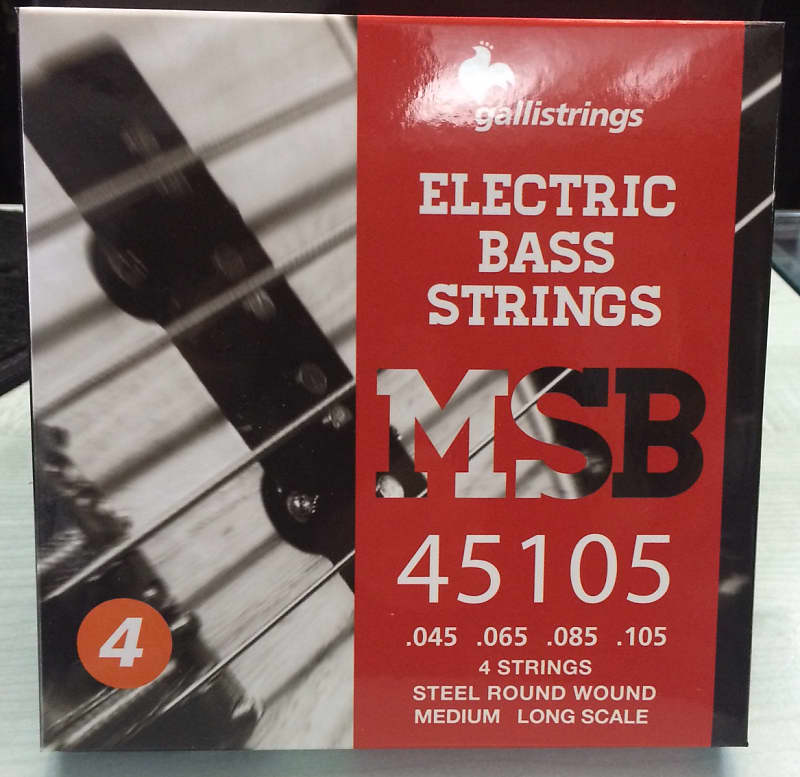 gallistrings
ELECTRIC
BASS
STRINGS
MSB
45105
.045 .065 .085 .105
4 STRINGS
STEEL ROUND WOUND
MEDIUM LONG SCALE
4